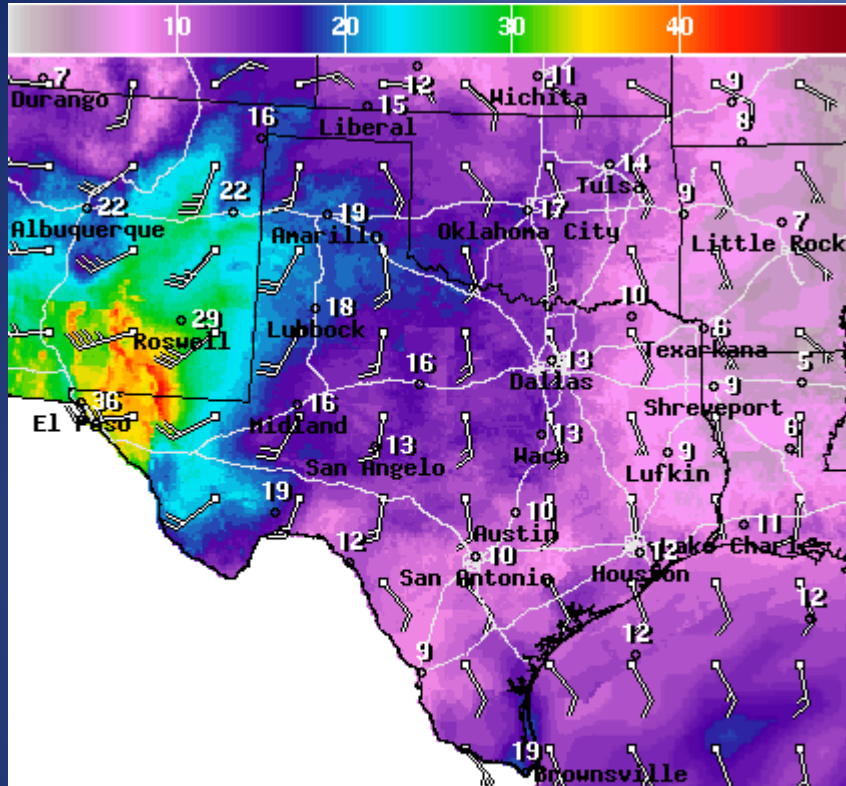 10 20 30 40
7 12 11 9
Durango Wichita
16 15 8
Liberal
14
Tulsa
22 22 19 17 9 7
Albuquerque Amarillo Oklahoma City Little Rock
29 18 10 6
Roswell Lubbock Texarkana
36 16 16 13 9 5
El Paso Midland Dallas Shreveport
13 13 9 6
San Angelo Waco Lufkin
19 10 11
Austin Lake Charles
12 10 12
San Antonio Houston
12
9 12
19
Brownsville